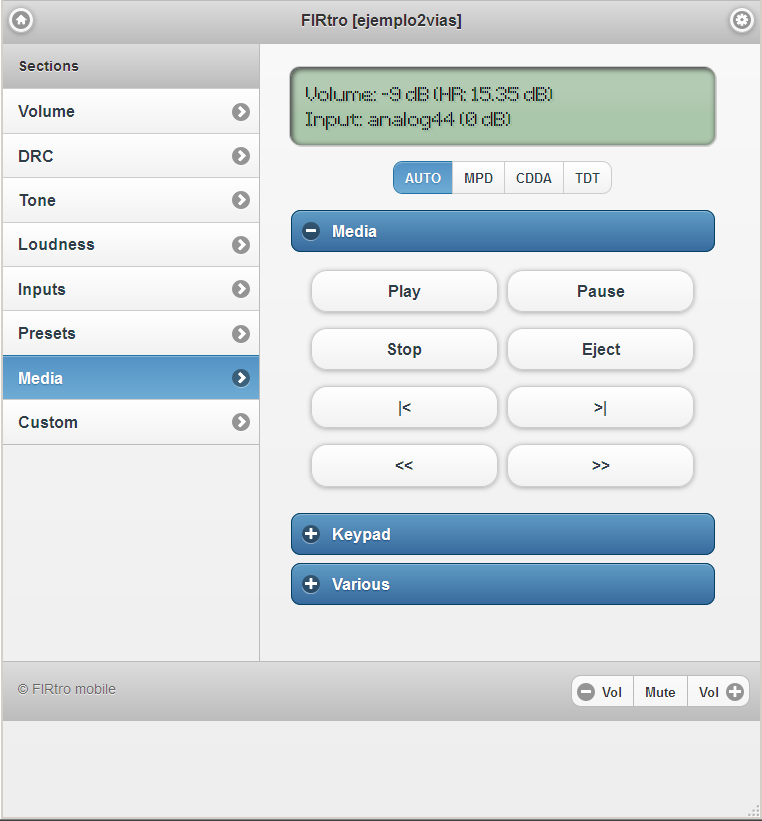 FIRtro [ejemplo2vias]
Sections
Volume
DRC
Tone
Loudness
Inputs
Presets
Media
Custom
Volume: -9 dB (HR: 15.35 dB)
Input: analog44 (0 dB)
AUTO MPD CDDA TDT
Media
Play Pause
Stop Eject
|< >|
<< >>
Keypad
Various
© FIRtro mobile
Vol Mute Vol